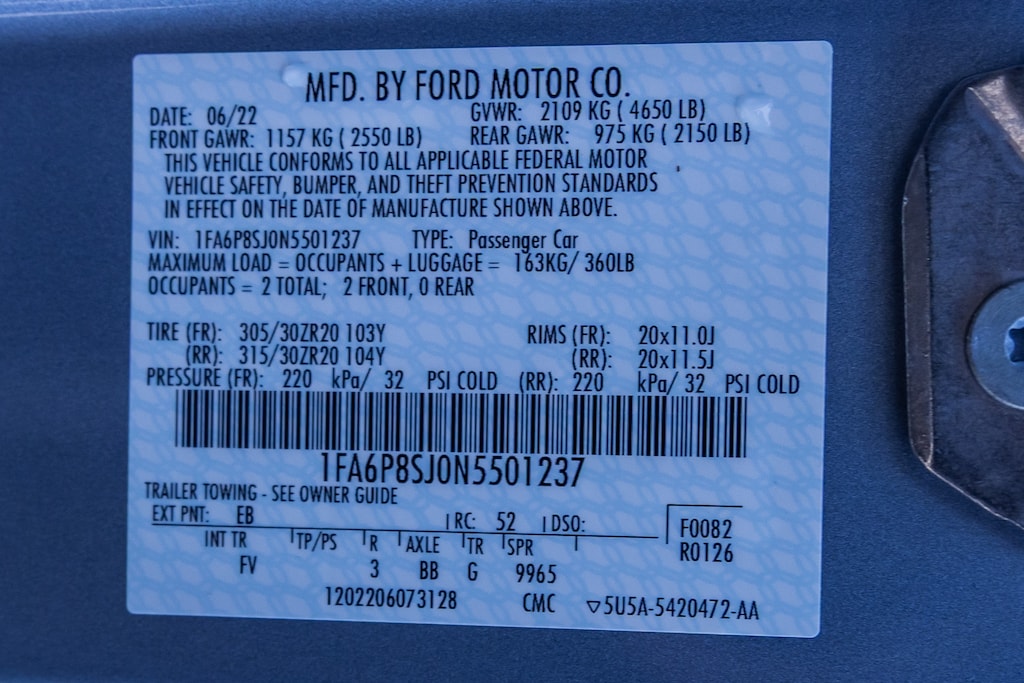 MFD. BY FORD MOTOR CO.
DATE: 06/22 GVWR: 2109 KG ( 4650 LB)
FRONT GAWR: 1157 KG ( 2550 LB) REAR GAWR: 975 KG ( 2150 LB)
THIS VEHICLE CONFORMS TO ALL APPLICABLE FEDERAL MOTOR
VEHICLE SAFETY, BUMPER, AND THEFT PREVENTION STANDARDS
IN EFFECT ON THE DATE OF MANUFACTURE SHOWN ABOVE.
VIN: 1FA6P8SJ0N5501237 TYPE: Passenger Car
MAXIMUM LOAD = OCCUPANTS + LUGGAGE = 163KG/ 360LB
OCCUPANTS = 2 TOTAL; 2 FRONT, 0 REAR
TIRE (FR): 305/30ZR20 103Y RIMS (FR): 20x11.0J
(RR): 315/30ZR20 104Y (RR): 20x11.5J
PRESSURE (FR): 220 kPa/ 32 PSI COLD (RR): 220 kPa/ 32 PSI COLD
1FA6P8SJ0N5501237
TRAILER TOWING - SEE OWNER GUIDE
EXT PNT: EB RC: 52 DSO: F0082
INT TR TP/PS R AXLE TR SPR R0126
FV 3 BB G 9965
1202206073128 CMC ▽5U5A-5420472-AA